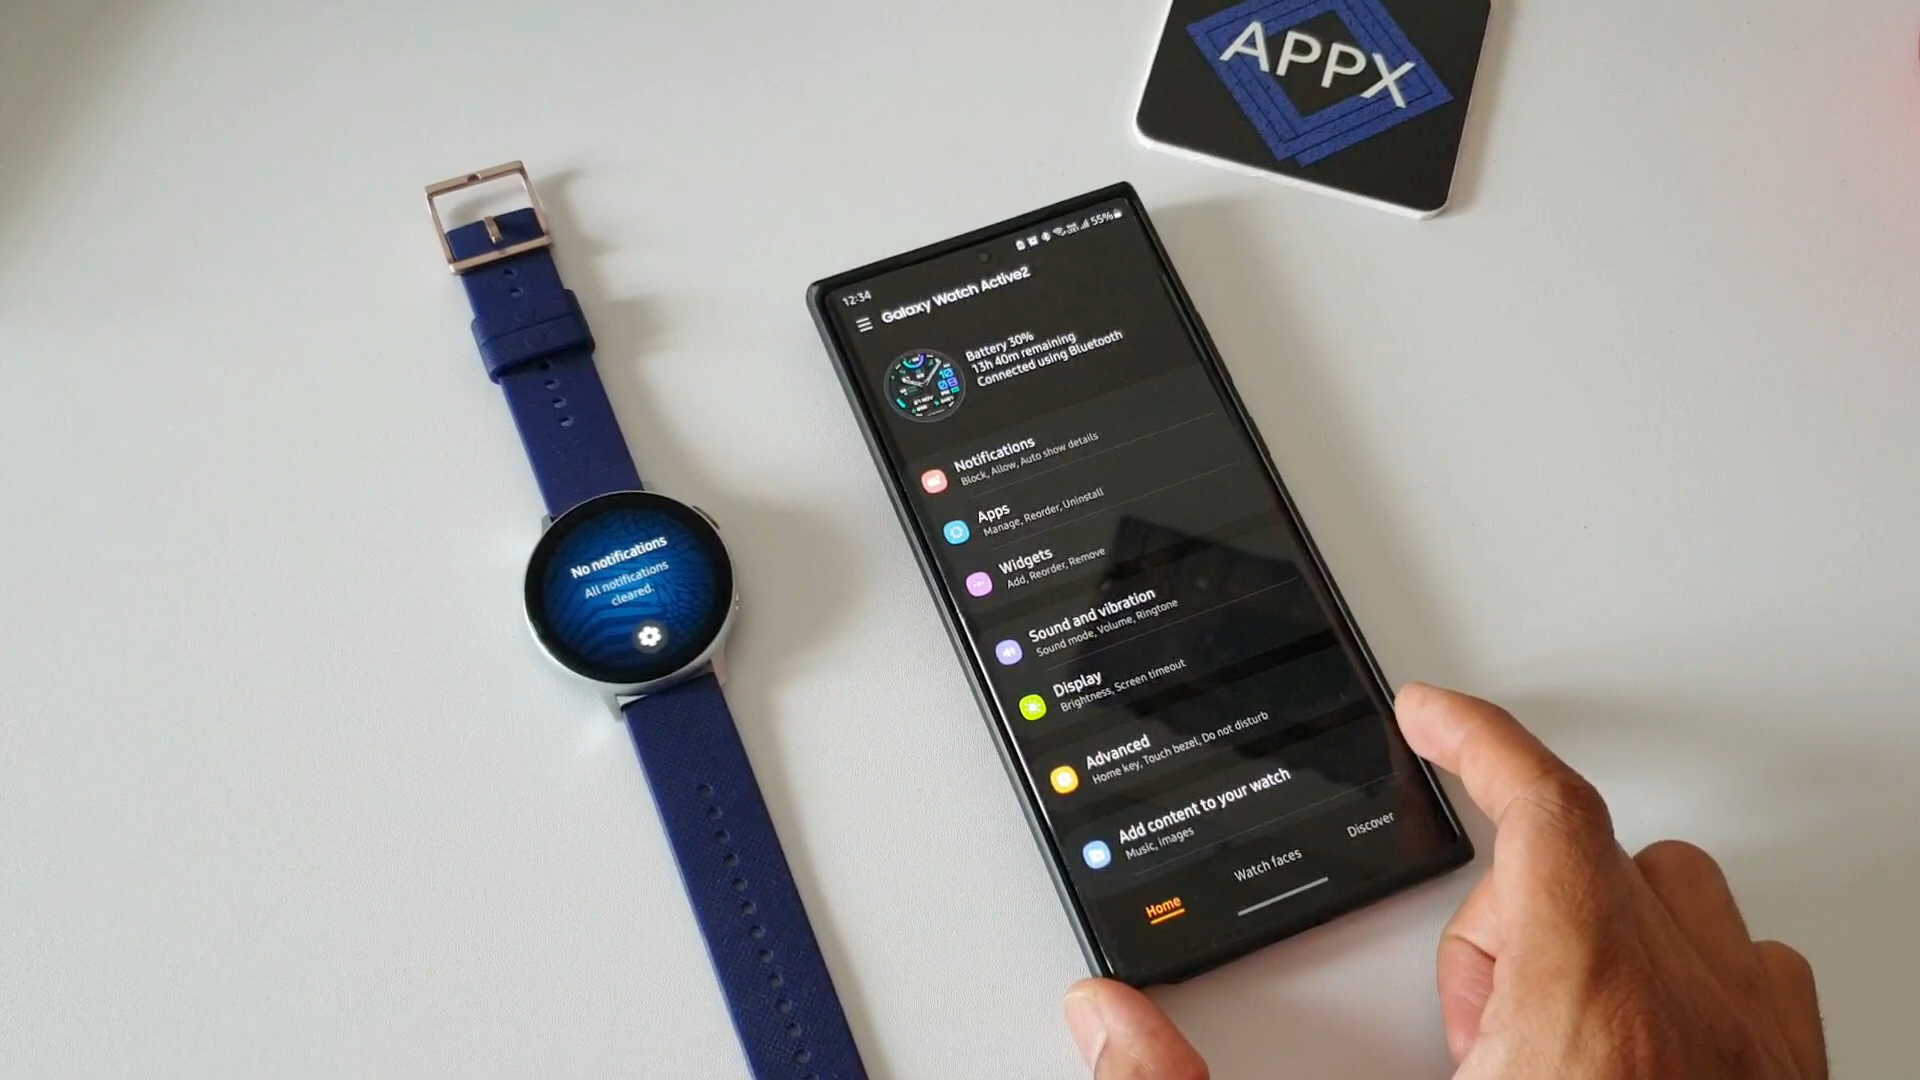 APPX
12:34
55%
Galaxy Watch Active2
Battery 30%
13h 40m remaining
Connected using Bluetooth
Notifications
Block, Allow, Auto show details
Apps
Manage, Reorder, Uninstall
Widgets
Add, Reorder, Remove
Sound and vibration
Sound mode, Volume, Ringtone
Display
Brightness, Screen timeout
Advanced
Home key, Touch bezel, Do not disturb
Add content to your watch
Music, Images
Home
Watch faces
Discover
No notifications
All notifications
cleared.